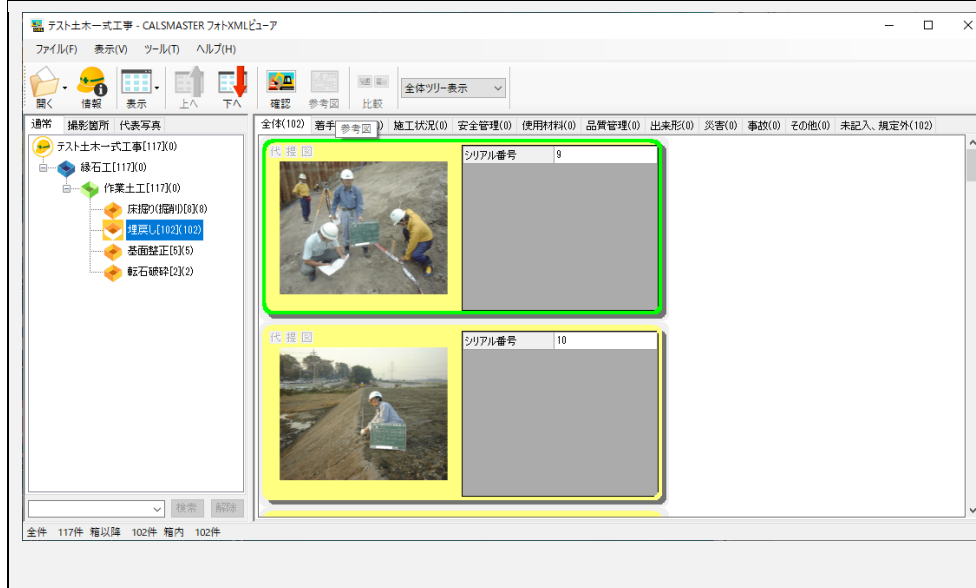 テスト土木一式工事 - CALSMASTER フォトXMLビューア
ファイル(F) 表示(V) ツール(T) ヘルプ(H)
開く 情報 表示 上へ 下へ 確認 参考図 比較 全体ツリー表示
通常 撮影箇所 代表写真
テスト土木一式工事[117](0)
縁石工[117](0)
作業土工[117](0)
床掘り(掘削)[8](8)
埋戻し[102](102)
基面整正[5](5)
転石破砕[2](2)
検索 解除
全体(102) 着手 施工状況(0) 安全管理(0) 使用材料(0) 品質管理(0) 出来形(0) 災害(0) 事故(0) その他(0) 未記入、規定外(102)
参考図
代 提 図
シリアル番号 9
代 提 図
シリアル番号 10
全件 117件 箱以降 102件 箱内 102件